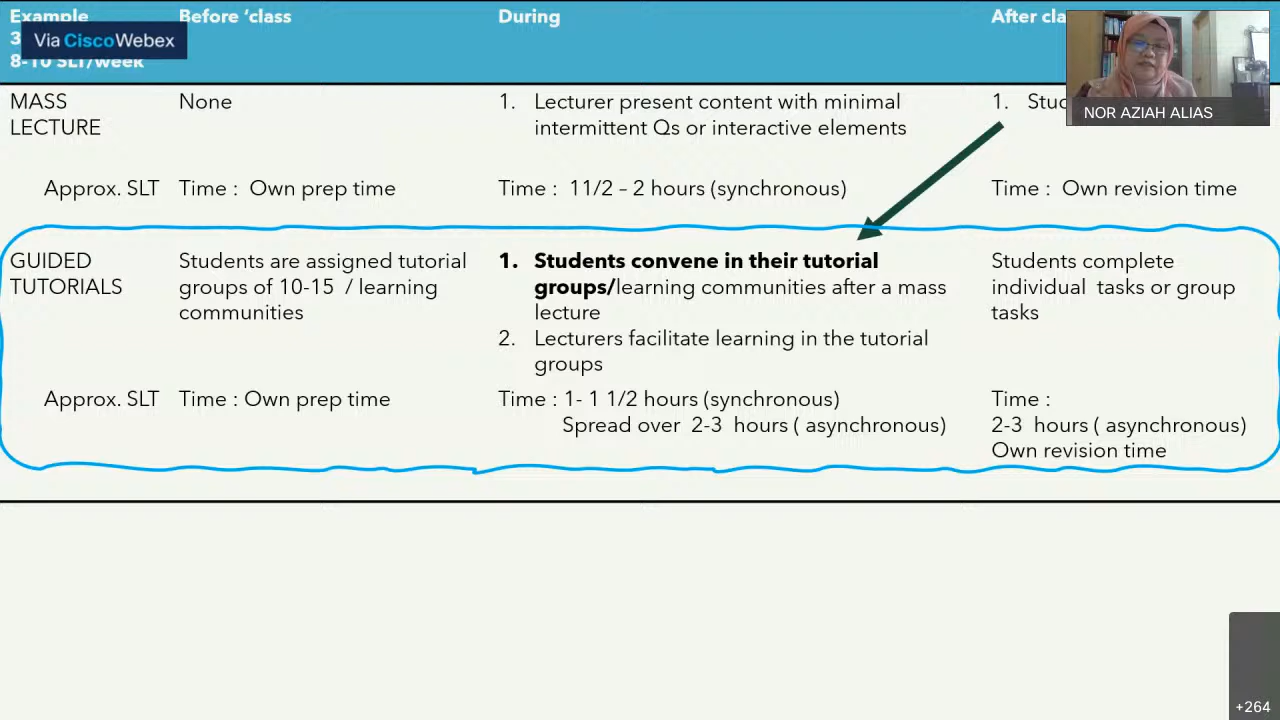 Example
Before ‘class
During
After
3
Via CiscoWebex
8-10 SLT/week
NOR AZIAH ALIAS
MASS
LECTURE
None
1. Lecturer present content with minimal
intermittent Qs or interactive elements
1.
Approx. SLT
Time : Own prep time
Time : 11/2 – 2 hours (synchronous)
Time : Own revision time
GUIDED
TUTORIALS
Students are assigned tutorial
groups of 10-15 / learning
communities
1. Students convene in their tutorial
groups/learning communities after a mass
lecture
2. Lecturers facilitate learning in the tutorial
groups
Students complete
individual tasks or group
tasks
Approx. SLT
Time : Own prep time
Time : 1- 1 1/2 hours (synchronous)
Spread over 2-3 hours ( asynchronous)
Time :
2-3 hours ( asynchronous)
Own revision time
+264